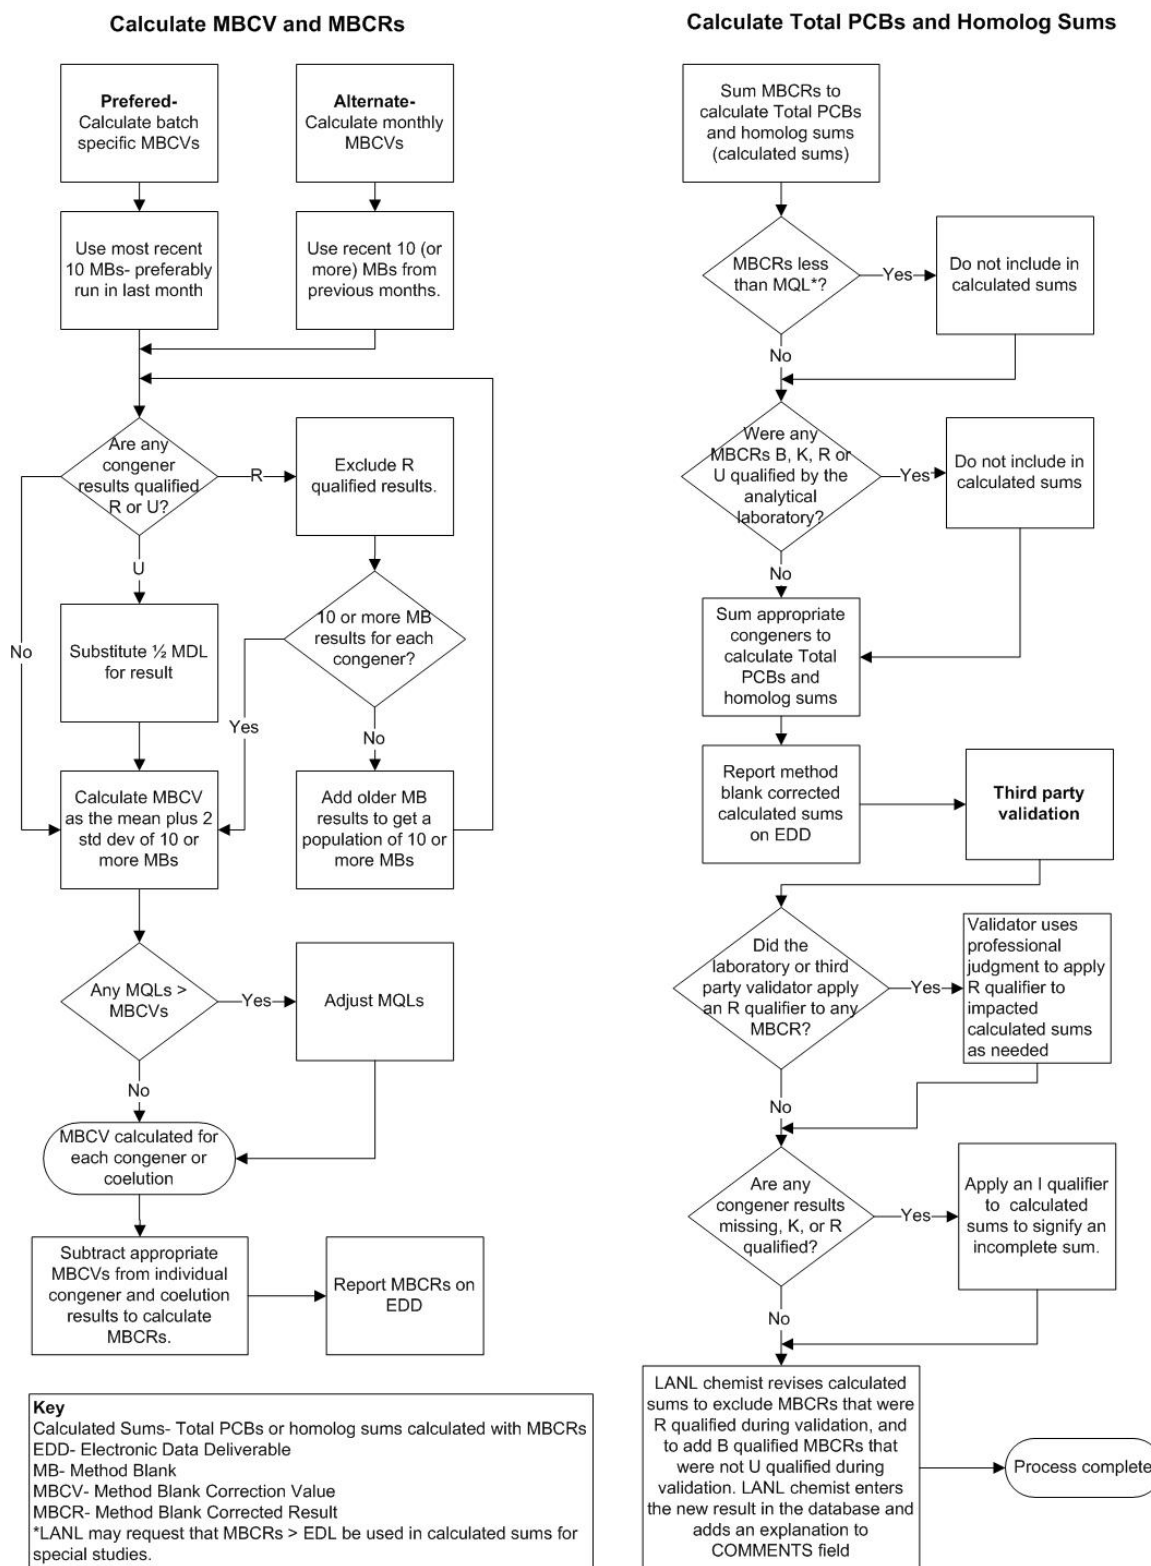 Calculate MBCV and MBCRs
Prefered-
Calculate batch
specific MBCVs
Alternate-
Calculate monthly
MBCVs
Use most recent
10 MBs- preferably
run in last month
Use recent 10 (or
more) MBs from
previous months.
Are any
congener
results qualified
R or U?
R
Exclude R
qualified results.
U
No
Substitute ½ MDL
for result
10 or more MB
results for each
congener?
Yes
No
Calculate MBCV
as the mean plus 2
std dev of 10 or
more MBs
Add older MB
results to get a
population of 10 or
more MBs
Any MQLs >
MBCVs
Yes
Adjust MQLs
No
MBCV calculated for
each congener or
coelution
Subtract appropriate
MBCVs from individual
congener and coelution
results to calculate
MBCRs.
Report MBCRs on
EDD
Key
Calculated Sums- Total PCBs or homolog sums calculated with MBCRs
EDD- Electronic Data Deliverable
MB- Method Blank
MBCV- Method Blank Correction Value
MBCR- Method Blank Corrected Result
*LANL may request that MBCRs > EDL be used in calculated sums for
special studies.
Calculate Total PCBs and Homolog Sums
Sum MBCRs to
calculate Total PCBs
and homolog sums
(calculated sums)
MBCRs less
than MQL*?
Yes
Do not include in
calculated sums
No
Were any
MBCRs B, K, R or
U qualified by the
analytical
laboratory?
Yes
Do not include in
calculated sums
No
Sum appropriate
congeners to
calculate Total
PCBs and
homolog sums
Report method
blank corrected
calculated sums
on EDD
Third party
validation
Did the
laboratory or third
party validator apply
an R qualifier to any
MBCR?
Yes
Validator uses
professional
judgment to apply
R qualifier to
impacted
calculated sums
as needed
No
Are any
congener results
missing, K, or R
qualified?
Yes
Apply an I qualifier
to calculated
sums to signify an
incomplete sum.
No
LANL chemist revises calculated
sums to exclude MBCRs that were
R qualified during validation, and
to add B qualified MBCRs that
were not U qualified during
validation. LANL chemist enters
the new result in the database and
adds an explanation to
COMMENTS field
Process complete